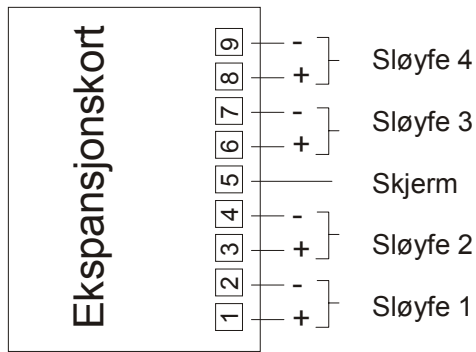 Ekspansjonskort
9 - Sløyfe 4
8 +
7 - Sløyfe 3
6 +
5 Skjerm
4 - Sløyfe 2
3 +
2 - Sløyfe 1
1 +